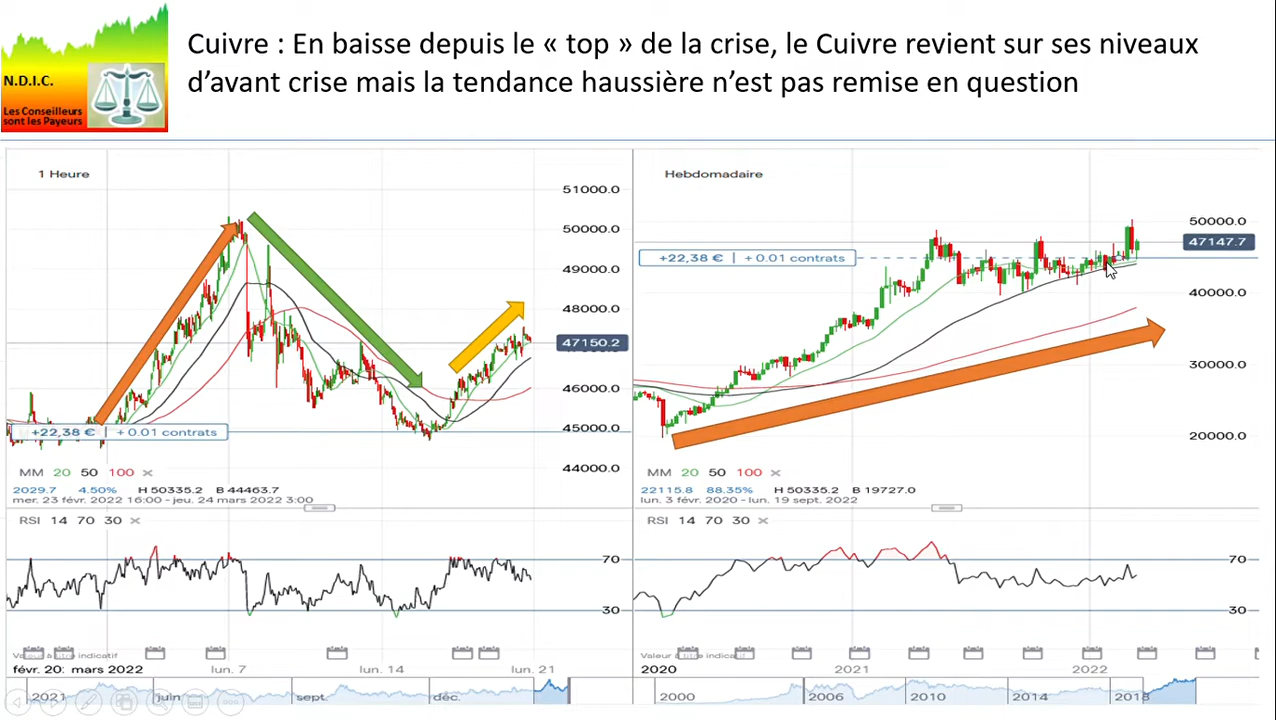 Cuivre : En baisse depuis le « top » de la crise, le Cuivre revient sur ses niveaux
d’avant crise mais la tendance haussière n’est pas remise en question
N.D.I.C.
Les Conseilleurs
sont les Payeurs
1 Heure
51000.0
50000.0
49000.0
48000.0
47150.2
46000.0
45000.0
44000.0
+22,38 € | + 0.01 contrats
MM 20 50 100 ×
2029.7 4.50% H 50335.2 B 44463.7
mer. 23 févr. 2022 16:00 - jeu. 24 mars 2022 3:00
RSI 14 70 30 ×
70
30
Valeur à titre indicatif
févr. 20: mars 2022 lun. 7 lun. 14 lun. 21
2021 juin sept. déc.
Hebdomadaire
50000.0
47147.7
+22,38 € | + 0.01 contrats
40000.0
30000.0
20000.0
MM 20 50 100 ×
22115.8 88.35% H 50335.2 B 19727.0
lun. 3 févr. 2020 - lun. 19 sept. 2022
RSI 14 70 30 ×
70
30
Valeur à titre indicatif
2020 2021 2022
2000 2006 2010 2014 2018